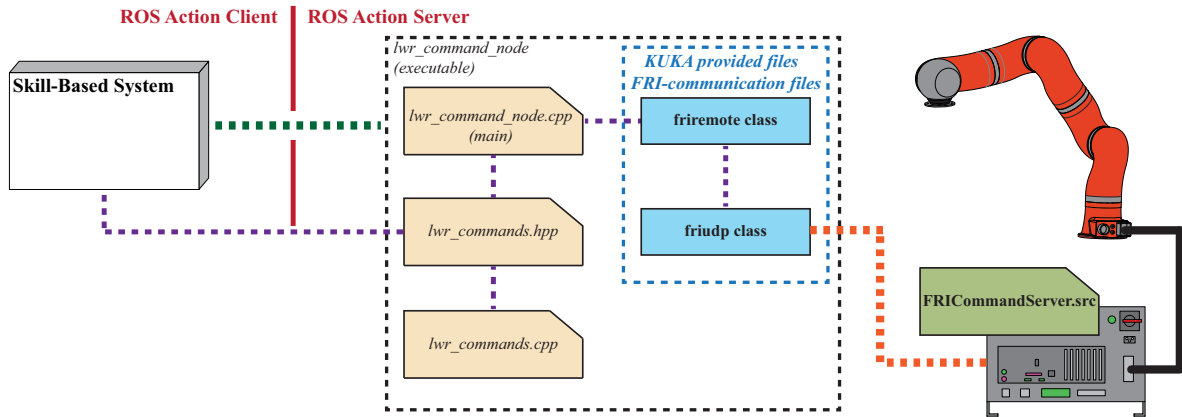 ROS Action Client
ROS Action Server
Skill-Based System
lwr_command_node
(executable)
KUKA provided files
FRI-communication files
lwr_command_node.cpp
(main)
friremote class
lwr_commands.hpp
friudp class
lwr_commands.cpp
FRICommandServer.src